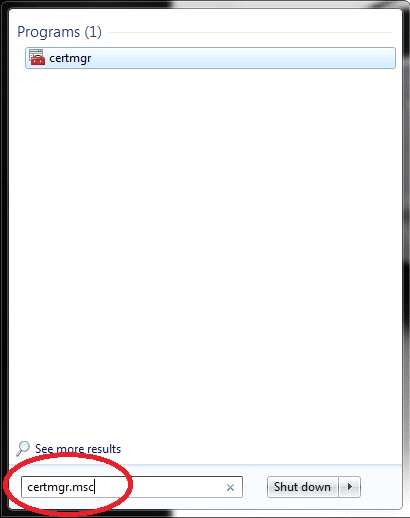 Programs (1)
certmgr
See more results
certmgr.msc
Shut down